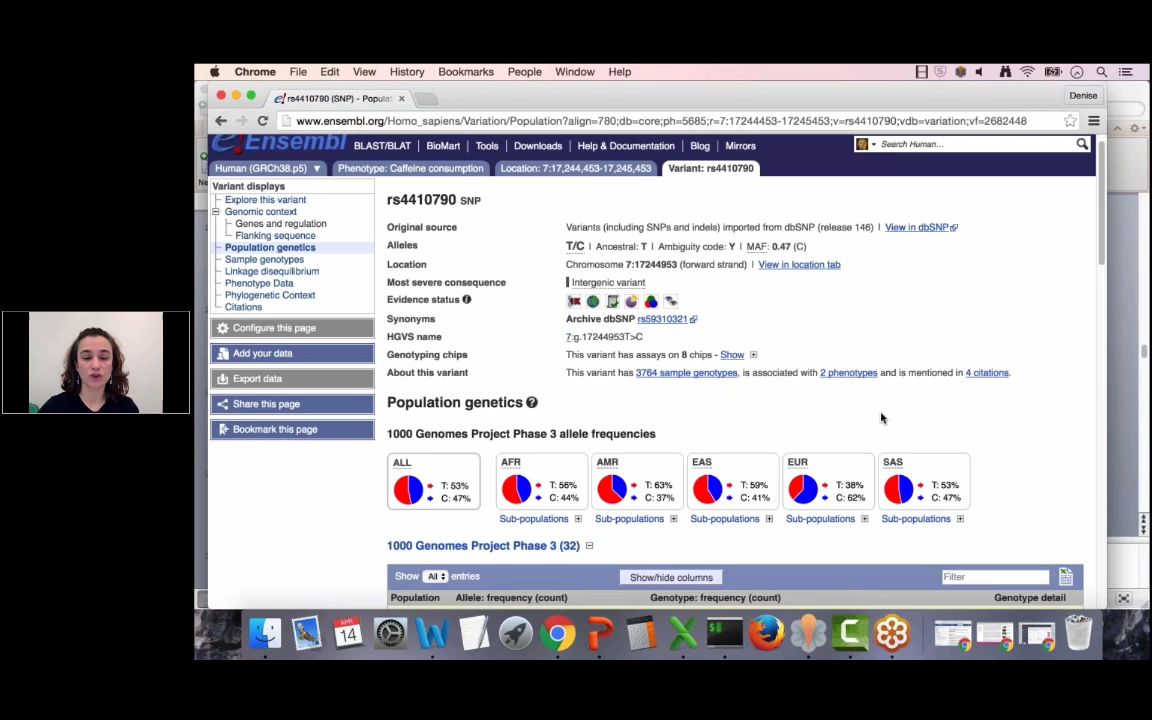 Chrome File Edit View History Bookmarks People Window Help
e! rs4410790 (SNP) - Popula × Denise
www.ensembl.org/Homo_sapiens/Variation/Population?align=780;db=core;ph=5685;r=7:17244453-17245453;v=rs4410790;vdb=variation;vf=2682448
e!Ensembl BLAST/BLAT | BioMart | Tools | Downloads | Help & Documentation | Blog | Mirrors Search Human...
Human (GRCh38.p5) ▼ Phenotype: Caffeine consumption Location: 7:17,244,453-17,245,453 Variant: rs4410790
Variant displays
Explore this variant
Genomic context
Genes and regulation
Flanking sequence
Population genetics
Sample genotypes
Linkage disequilibrium
Phenotype Data
Phylogenetic Context
Citations
Configure this page
Add your data
Export data
Share this page
Bookmark this page
rs4410790 SNP
Original source Variants (including SNPs and indels) imported from dbSNP (release 146) | View in dbSNP
Alleles T/C | Ancestral: T | Ambiguity code: Y | MAF: 0.47 (C)
Location Chromosome 7:17244953 (forward strand) | View in location tab
Most severe consequence Intergenic variant
Evidence status
Synonyms Archive dbSNP rs59310321
HGVS name 7:g.17244953T>C
Genotyping chips This variant has assays on 8 chips - Show
About this variant This variant has 3764 sample genotypes, is associated with 2 phenotypes and is mentioned in 4 citations.
Population genetics
1000 Genomes Project Phase 3 allele frequencies
ALL AFR AMR EAS EUR SAS
T: 53% T: 56% T: 63% T: 59% T: 38% T: 53%
C: 47% C: 44% C: 37% C: 41% C: 62% C: 47%
Sub-populations Sub-populations Sub-populations Sub-populations Sub-populations
1000 Genomes Project Phase 3 (32)
Show All entries Show/hide columns Filter
Population Allele: frequency (count) Genotype: frequency (count) Genotype detail
APR
14